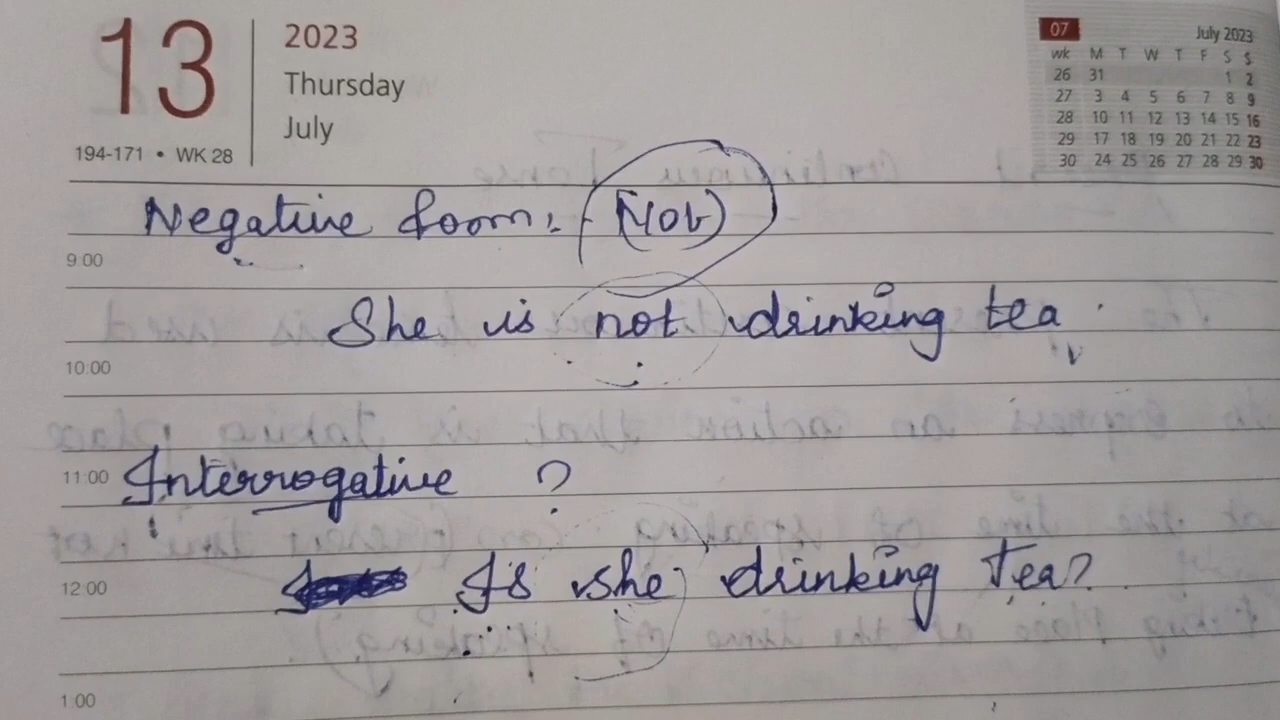 13
2023
Thursday
July
194-171 • WK 28
07 July 2023
wk M T W T F S S
26 31 1 2
27 3 4 5 6 7 8 9
28 10 11 12 13 14 15 16
29 17 18 19 20 21 22 23
30 24 25 26 27 28 29 30
Negative form: (Not)
9:00
She is not drinking tea.
10:00
11:00 Interrogative ?
12:00 Is she drinking Tea?
1:00